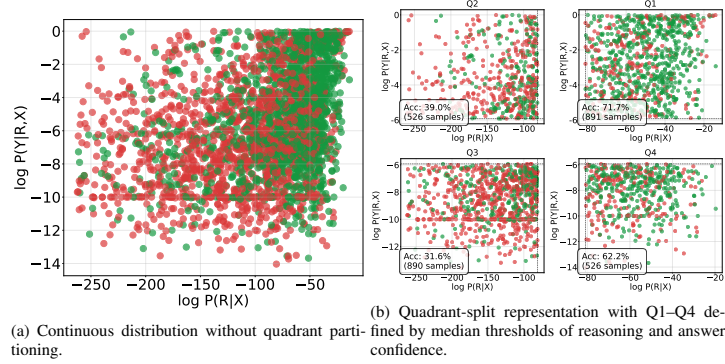 0
−2
−4
−6
−8
−10
−12
−14
log P(Y|R,X)
−250 −200 −150 −100 −50
log P(R|X)
(a) Continuous distribution without quadrant parti-
tioning.
Q2
0
−2
−4
−6
log P(Y|R,X)
Acc: 39.0%
(526 samples)
−250 −200 −150 −100
log P(R|X)
Q1
0
−2
−4
−6
log P(Y|R,X)
Acc: 71.7%
(891 samples)
−80 −60 −40 −20
log P(R|X)
Q3
−6
−8
−10
−12
log P(Y|R,X)
Acc: 31.6%
(890 samples)
−250 −200 −150 −100
log P(R|X)
Q4
−6
−8
−10
−12
−14
log P(Y|R,X)
Acc: 62.2%
(526 samples)
−80 −60 −40 −20
log P(R|X)
(b) Quadrant-split representation with Q1–Q4 de-
fined by median thresholds of reasoning and answer
confidence.